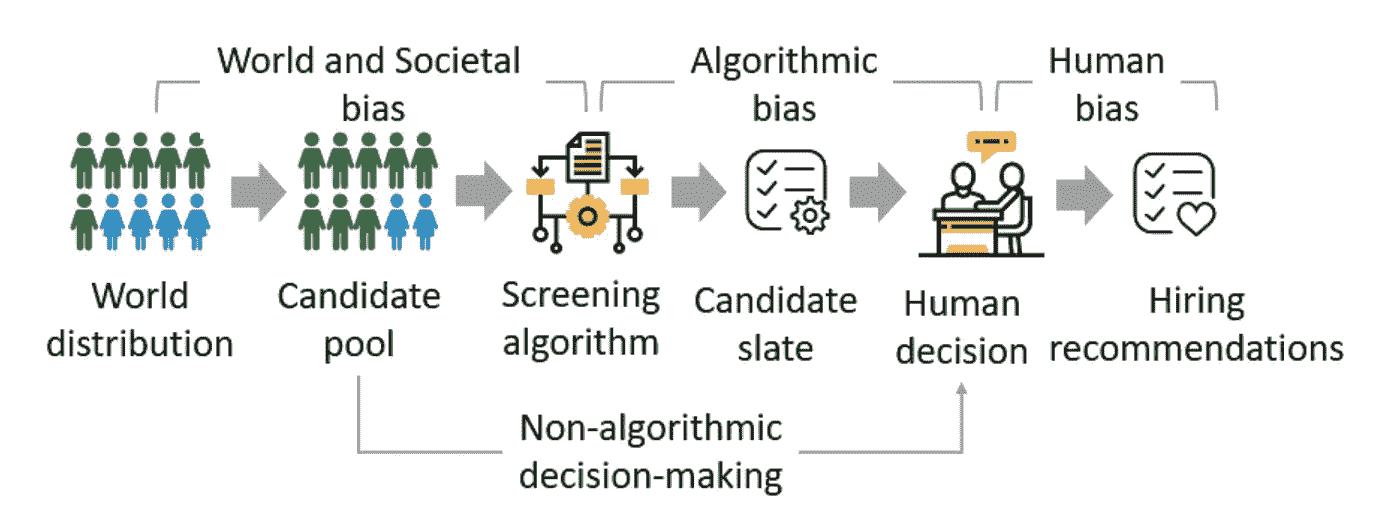 World and Societal
bias
Algorithmic
bias
Human
bias
World
distribution
Candidate
pool
Screening
algorithm
Candidate
slate
Human
decision
Hiring
recommendations
Non-algorithmic
decision-making